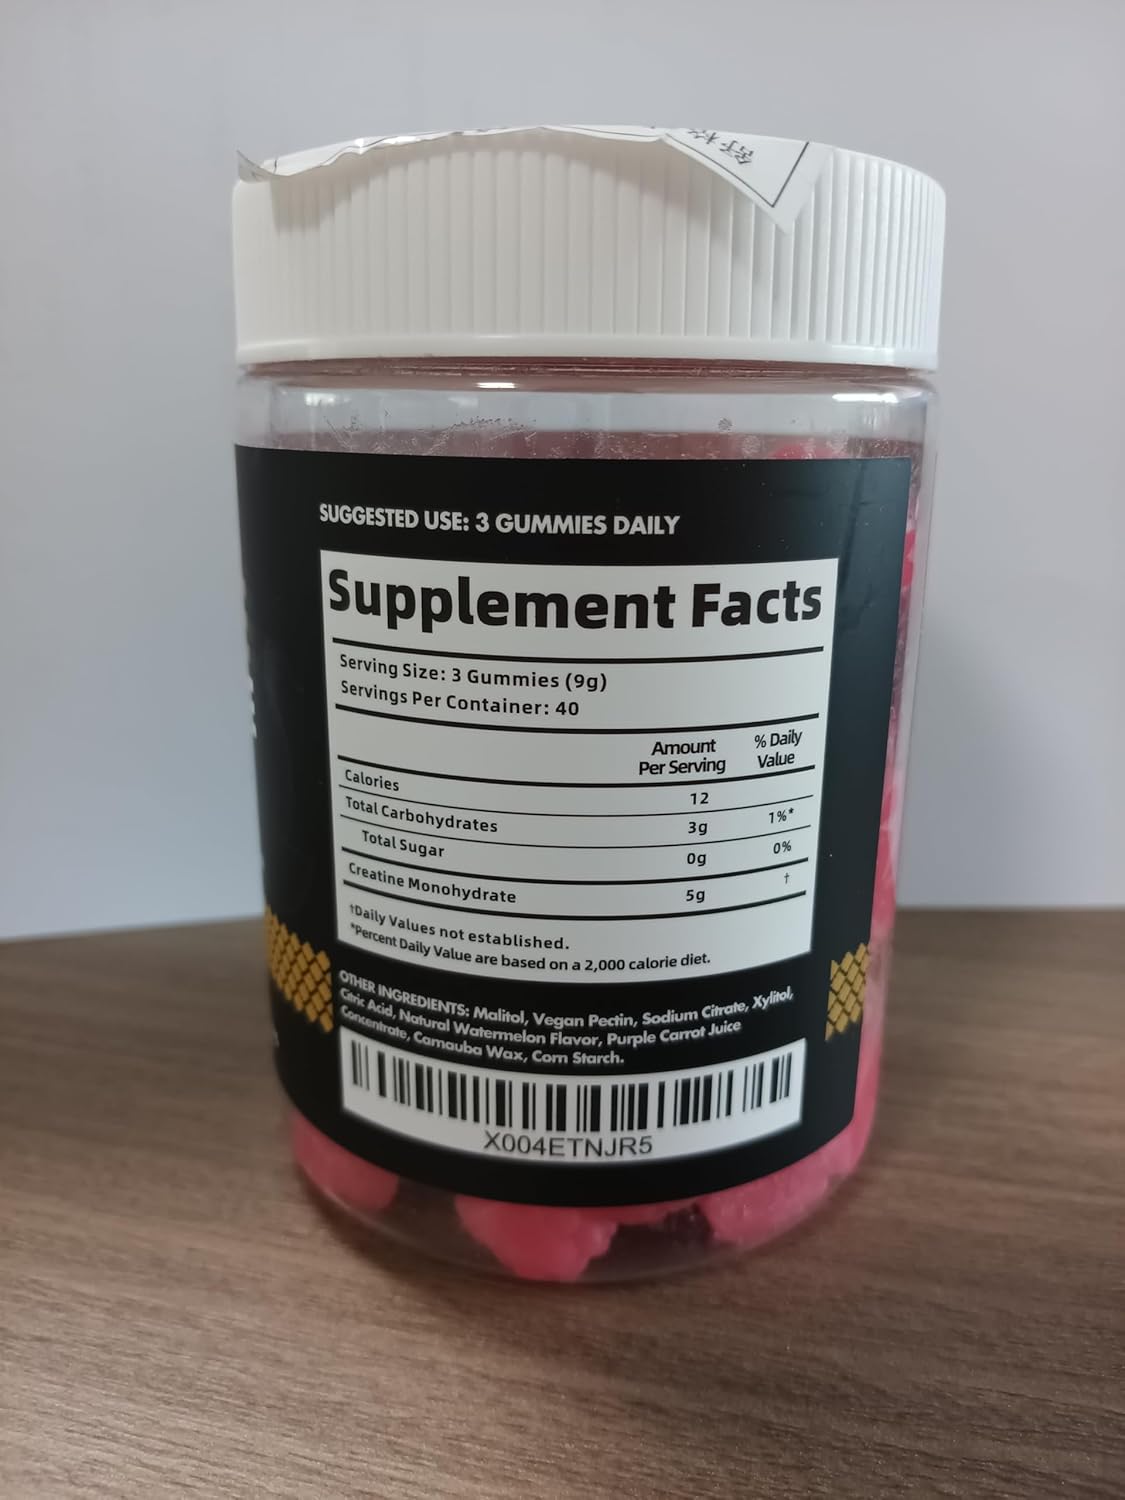 SUGGESTED USE: 3 GUMMIES DAILY
Supplement Facts
Serving Size: 3 Gummies (9g)
Servings Per Container: 40
Amount Per Serving
% Daily Value
Calories 12
Total Carbohydrates 3g 1%*
Total Sugar 0g 0%
Creatine Monohydrate 5g †
†Daily Values not established.
*Percent Daily Value are based on a 2,000 calorie diet.
OTHER INGREDIENTS: Malitol, Vegan Pectin, Sodium Citrate, Xylitol,
Citric Acid, Natural Watermelon Flavor, Purple Carrot Juice
Concentrate, Carnauba Wax, Corn Starch.
X004ETNJR5